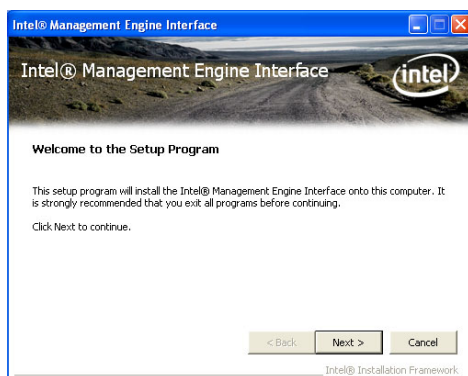 Intel® Management Engine Interface
Intel® Management Engine Interface
intel
Welcome to the Setup Program
This setup program will install the Intel® Management Engine Interface onto this computer. It
is strongly recommended that you exit all programs before continuing.
Click Next to continue.
< Back
Next >
Cancel
Intel® Installation Framework